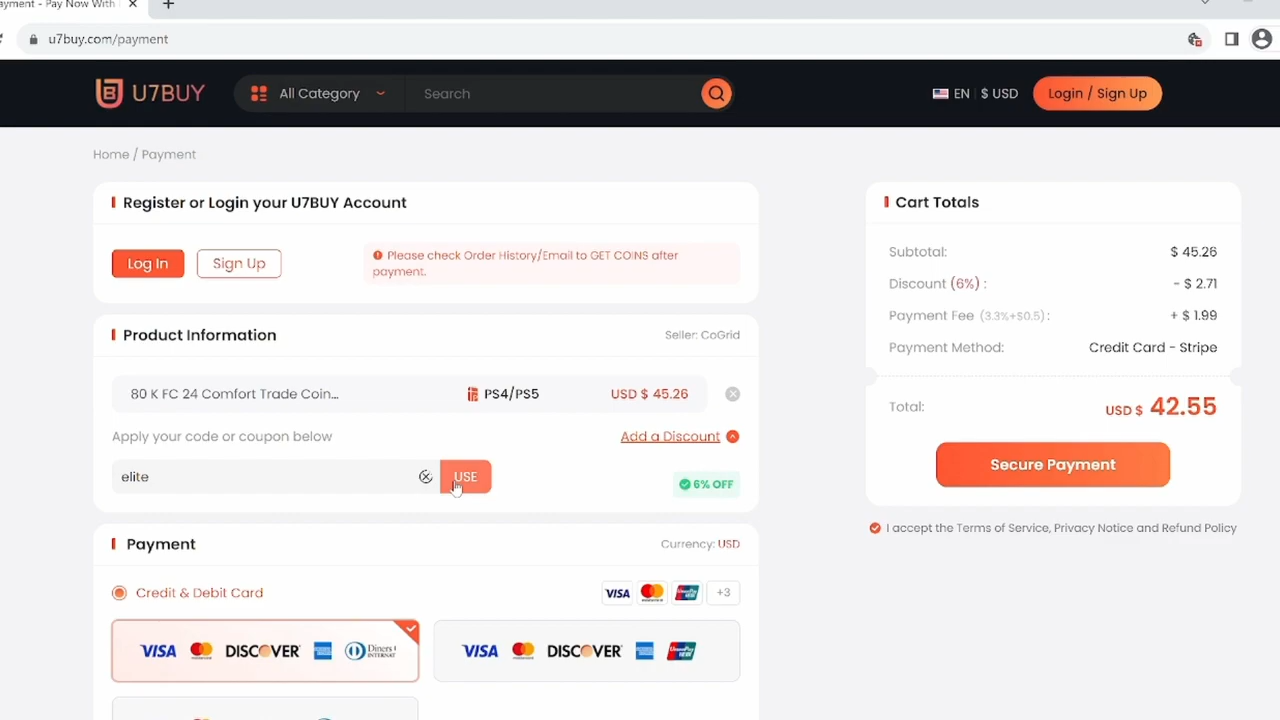 ayment - Pay Now With
u7buy.com/payment
U7BUY
All Category
Search
EN $ USD
Login / Sign Up
Home / Payment
Register or Login your U7BUY Account
Log In
Sign Up
Please check Order History/Email to GET COINS after
payment.
Product Information
Seller: CoGrid
80 K FC 24 Comfort Trade Coin...
PS4/PS5
USD $ 45.26
Apply your code or coupon below
Add a Discount
elite
USE
6% OFF
Payment
Currency: USD
Credit & Debit Card
VISA
+3
VISA DISCOVER Diners
VISA DISCOVER
Cart Totals
Subtotal: $ 45.26
Discount (6%) : - $ 2.71
Payment Fee (3.3%+$0.5): + $ 1.99
Payment Method: Credit Card - Stripe
Total: USD $ 42.55
Secure Payment
I accept the Terms of Service, Privacy Notice and Refund Policy